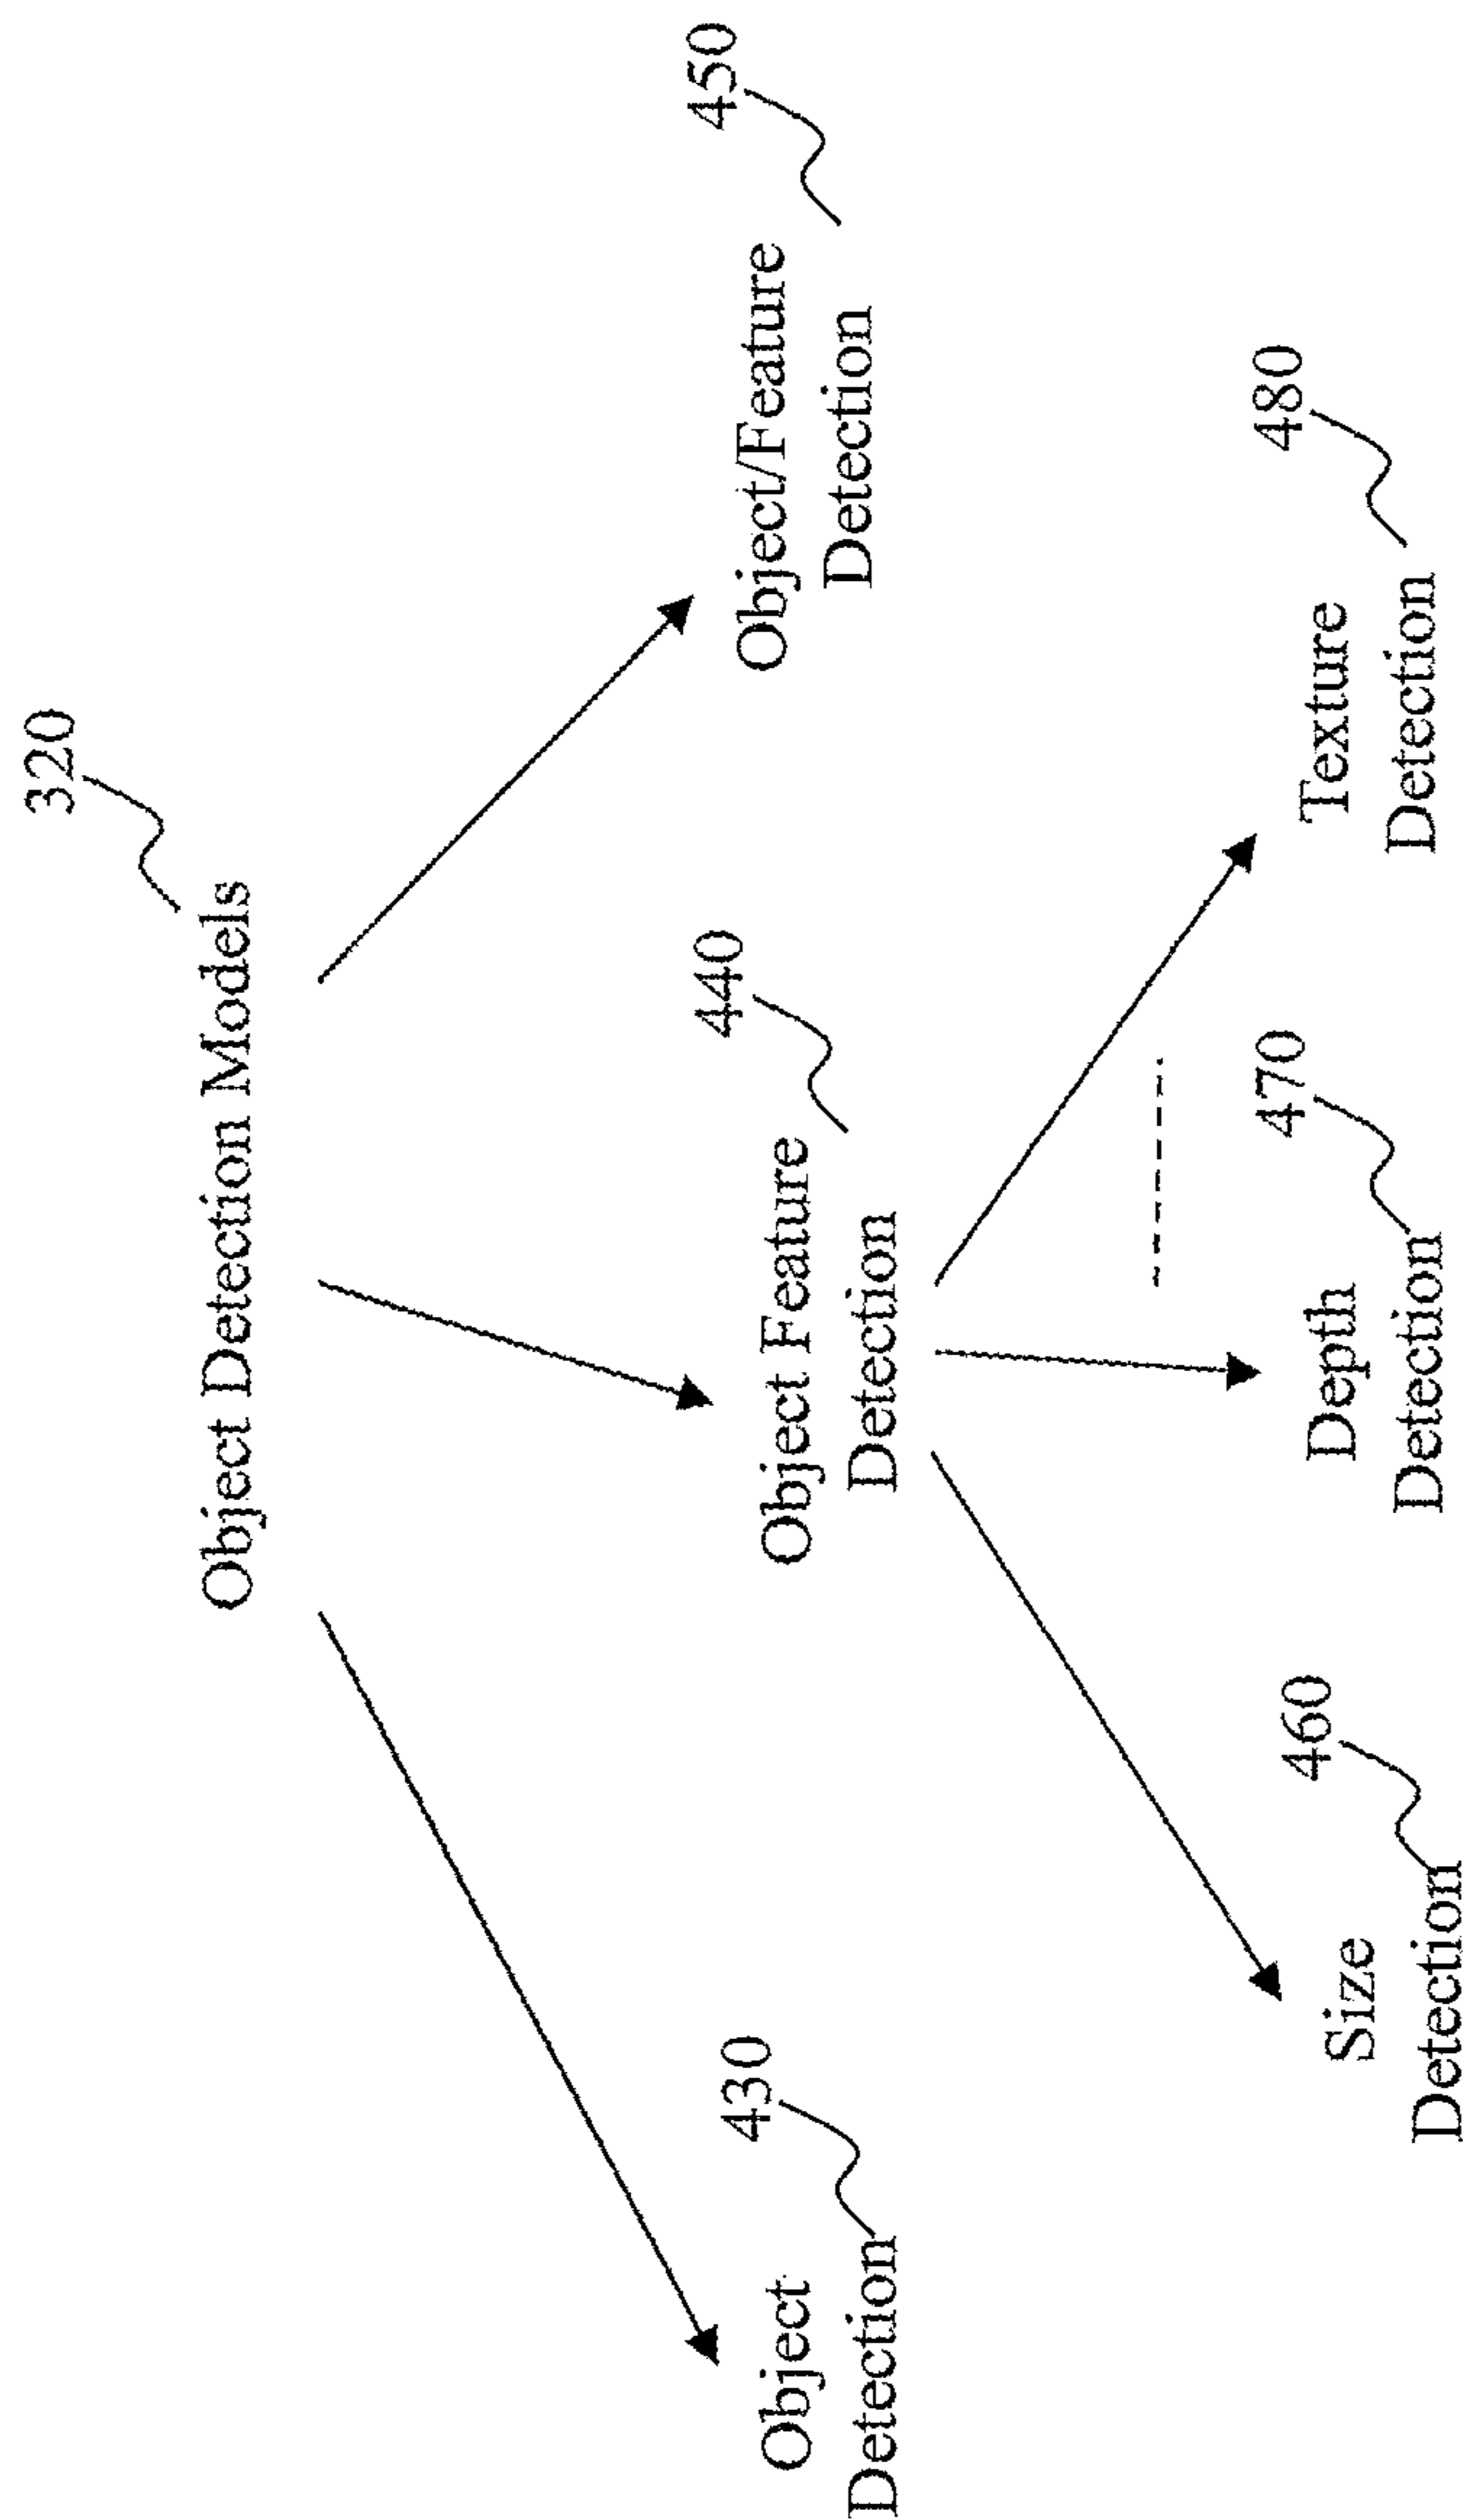 320
Object Detection Models
430
Object
Detection
440
Object Feature
Detection
450
Object/Feature
Detection
460
Size
Detection
470
Depth
Detection
480
Texture
Detection